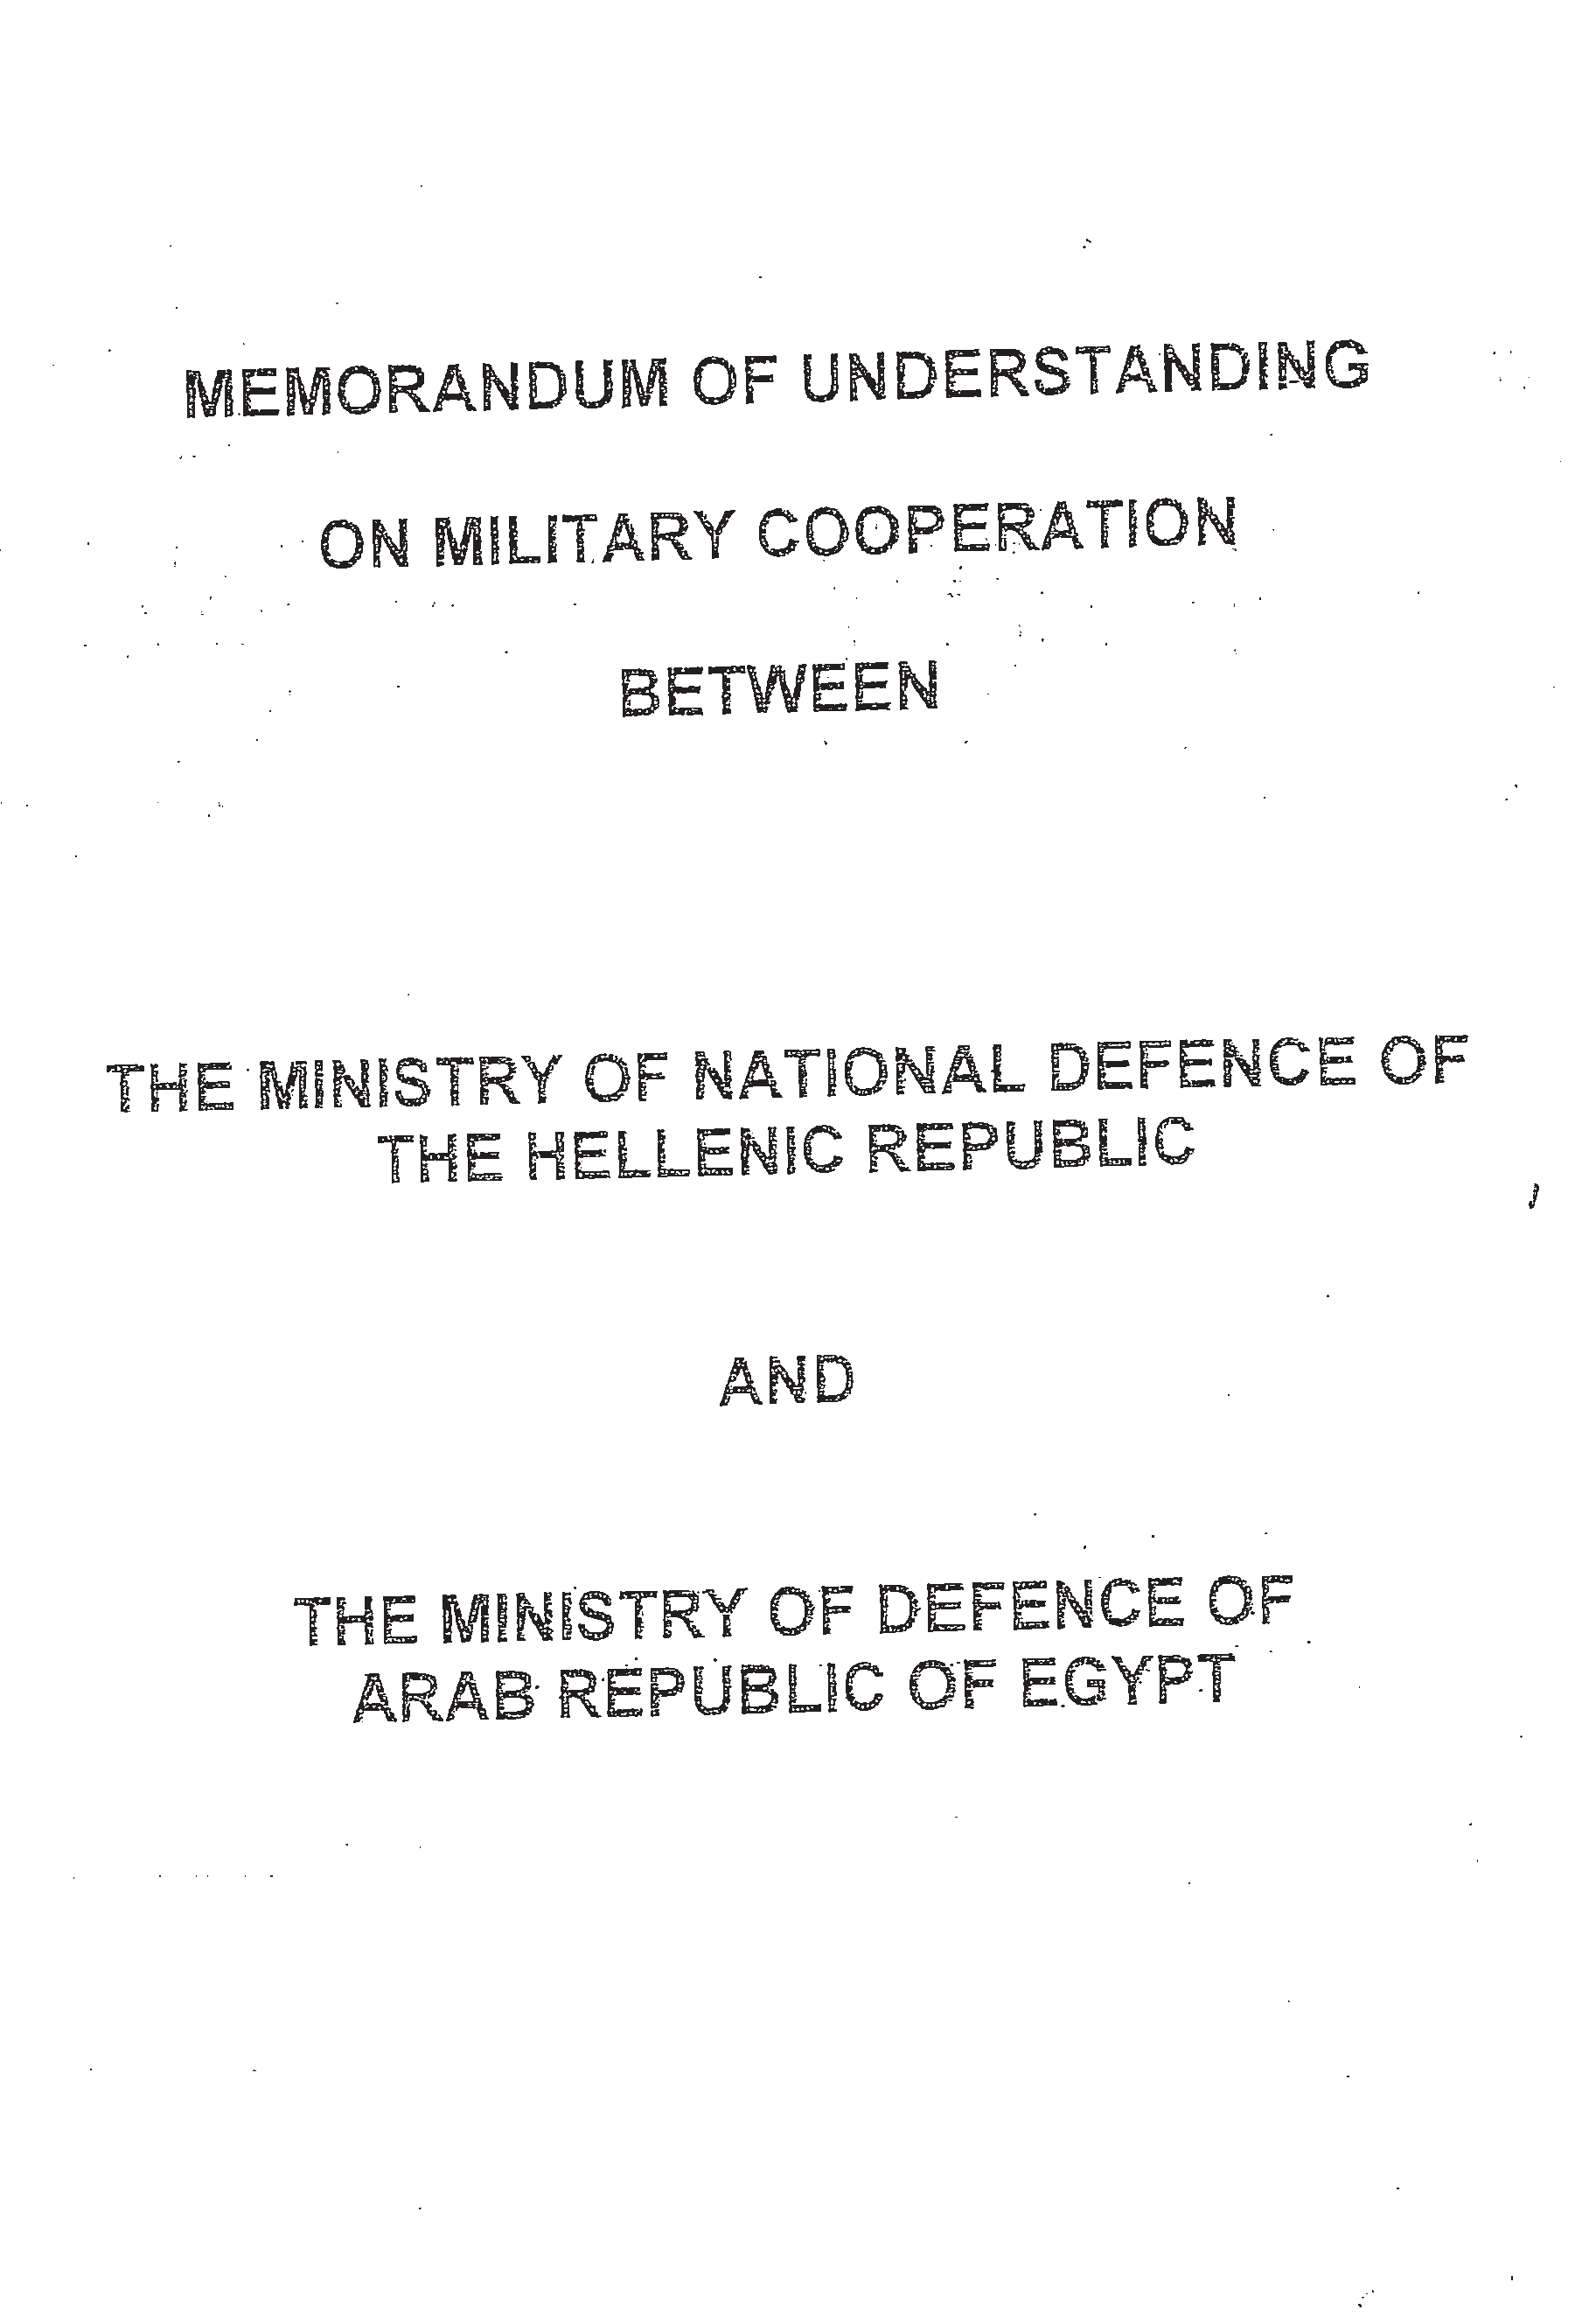 MEMORANDUM OF UNDERSTANDING
ON MILITARY COOPERATION
BETWEEN
THE MINISTRY OF NATIONAL DEFENCE OF
THE HELLENIC REPUBLIC
AND
THE MINISTRY OF DEFENCE OF
ARAB REPUBLIC OF EGYPT